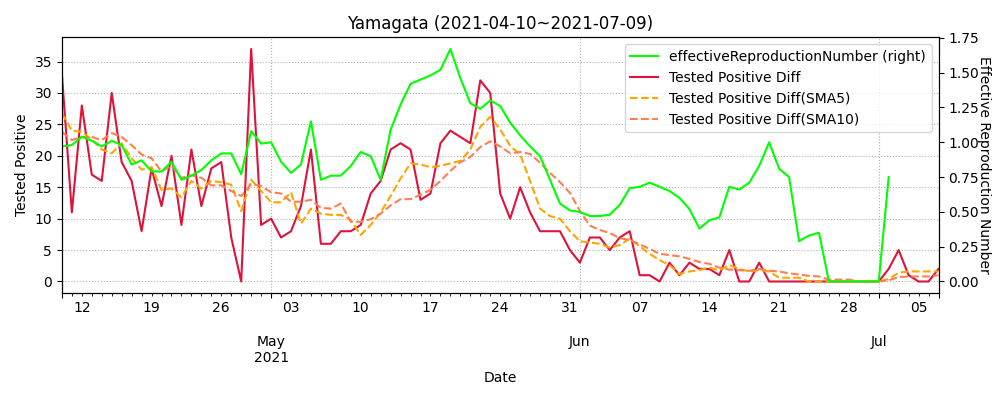 Yamagata (2021-04-10~2021-07-09)
effectiveReproductionNumber (right)
Tested Positive Diff
Tested Positive Diff(SMA5)
Tested Positive Diff(SMA10)
Tested Positive
35
30
25
20
15
10
5
0
1.75
1.50
1.25
1.00
0.75
0.50
0.25
0.00
Effective Reproduction Number
12 19 26 03 10 17 24 31 07 14 21 28 05
May Jun Jul
2021
Date